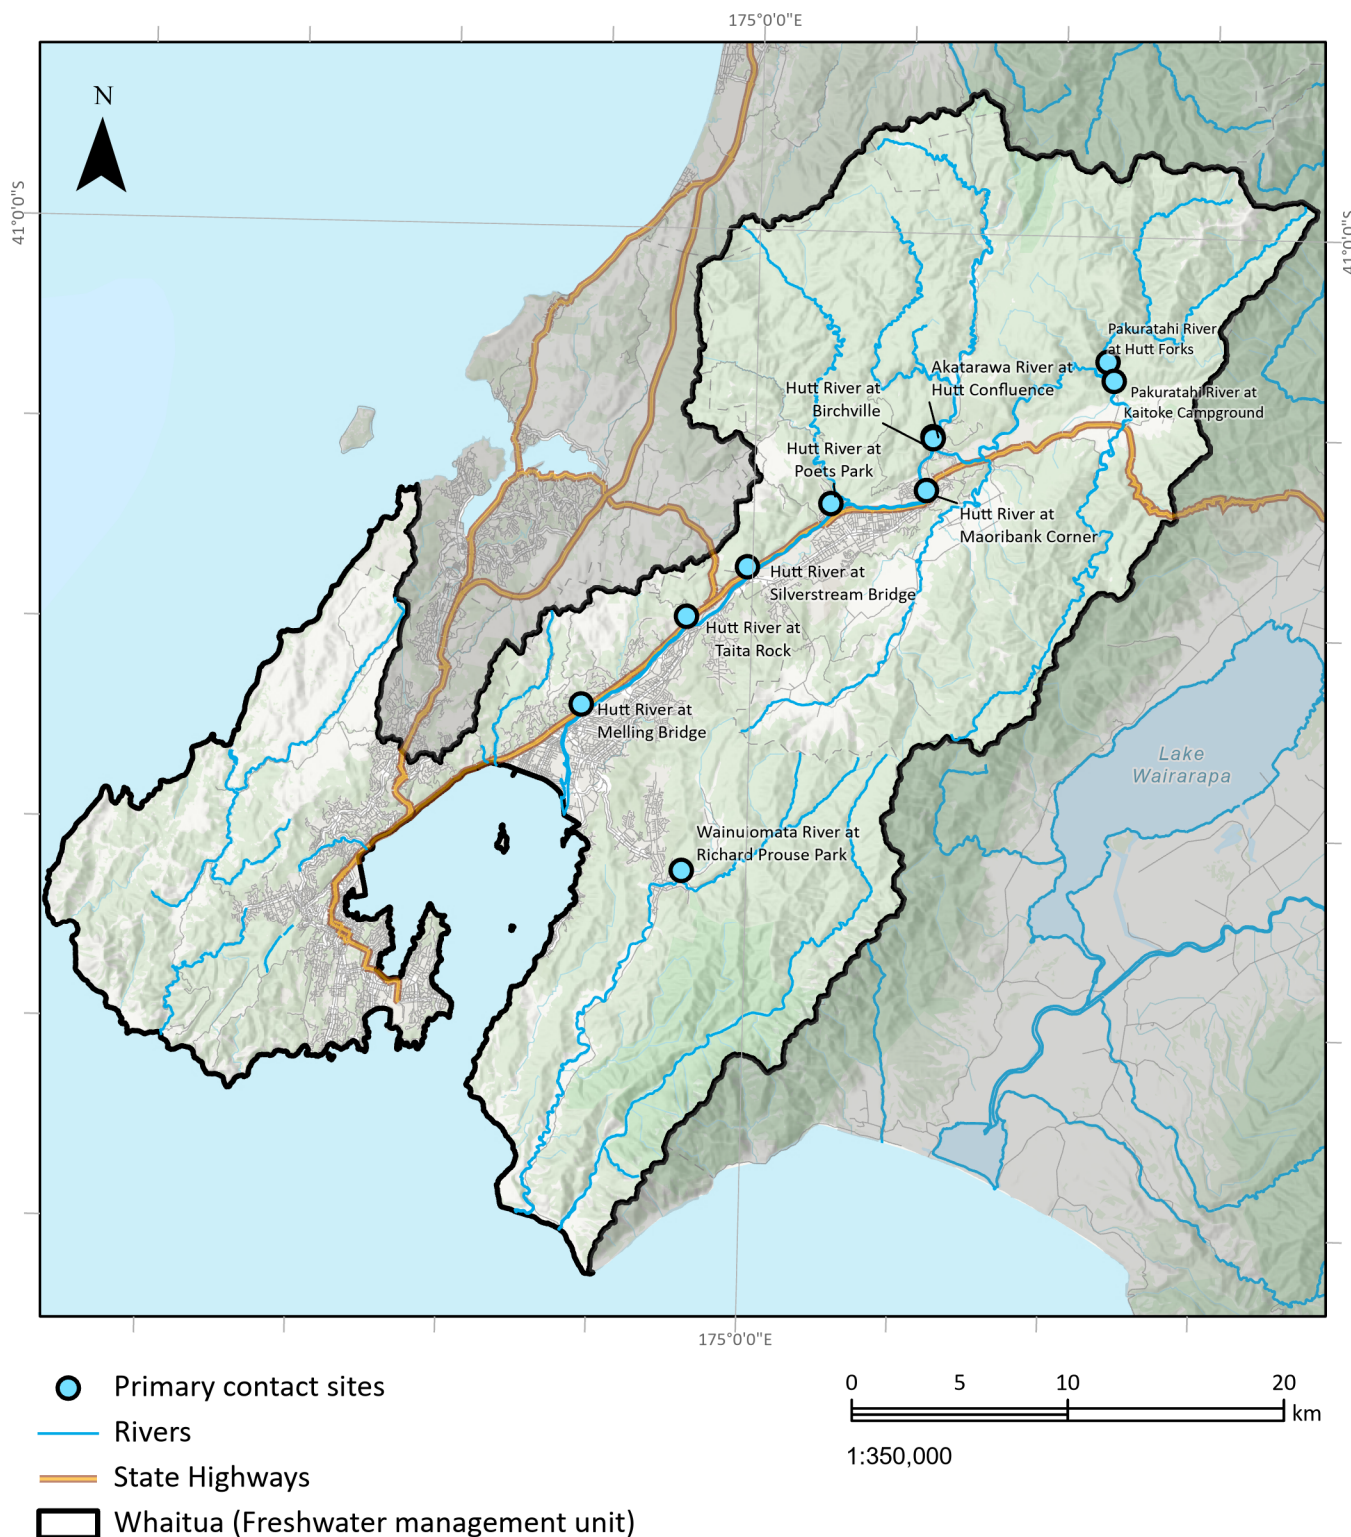 175°0'0"E
N
41°0'0"S
41°0'0"S
Pakuratahi River
at Hutt Forks
Akatarawa River at
Hutt Confluence
Hutt River at
Birchville
Pakuratahi River at
Kaitoke Campground
Hutt River at
Poets Park
Hutt River at
Maoribank Corner
Hutt River at
Silverstream Bridge
Hutt River at
Taita Rock
Hutt River at
Melling Bridge
Lake
Wairarapa
Wainuiomata River at
Richard Prouse Park
175°0'0"E
Primary contact sites
Rivers
State Highways
Whaitua (Freshwater management unit)
0 5 10 20
km
1:350,000